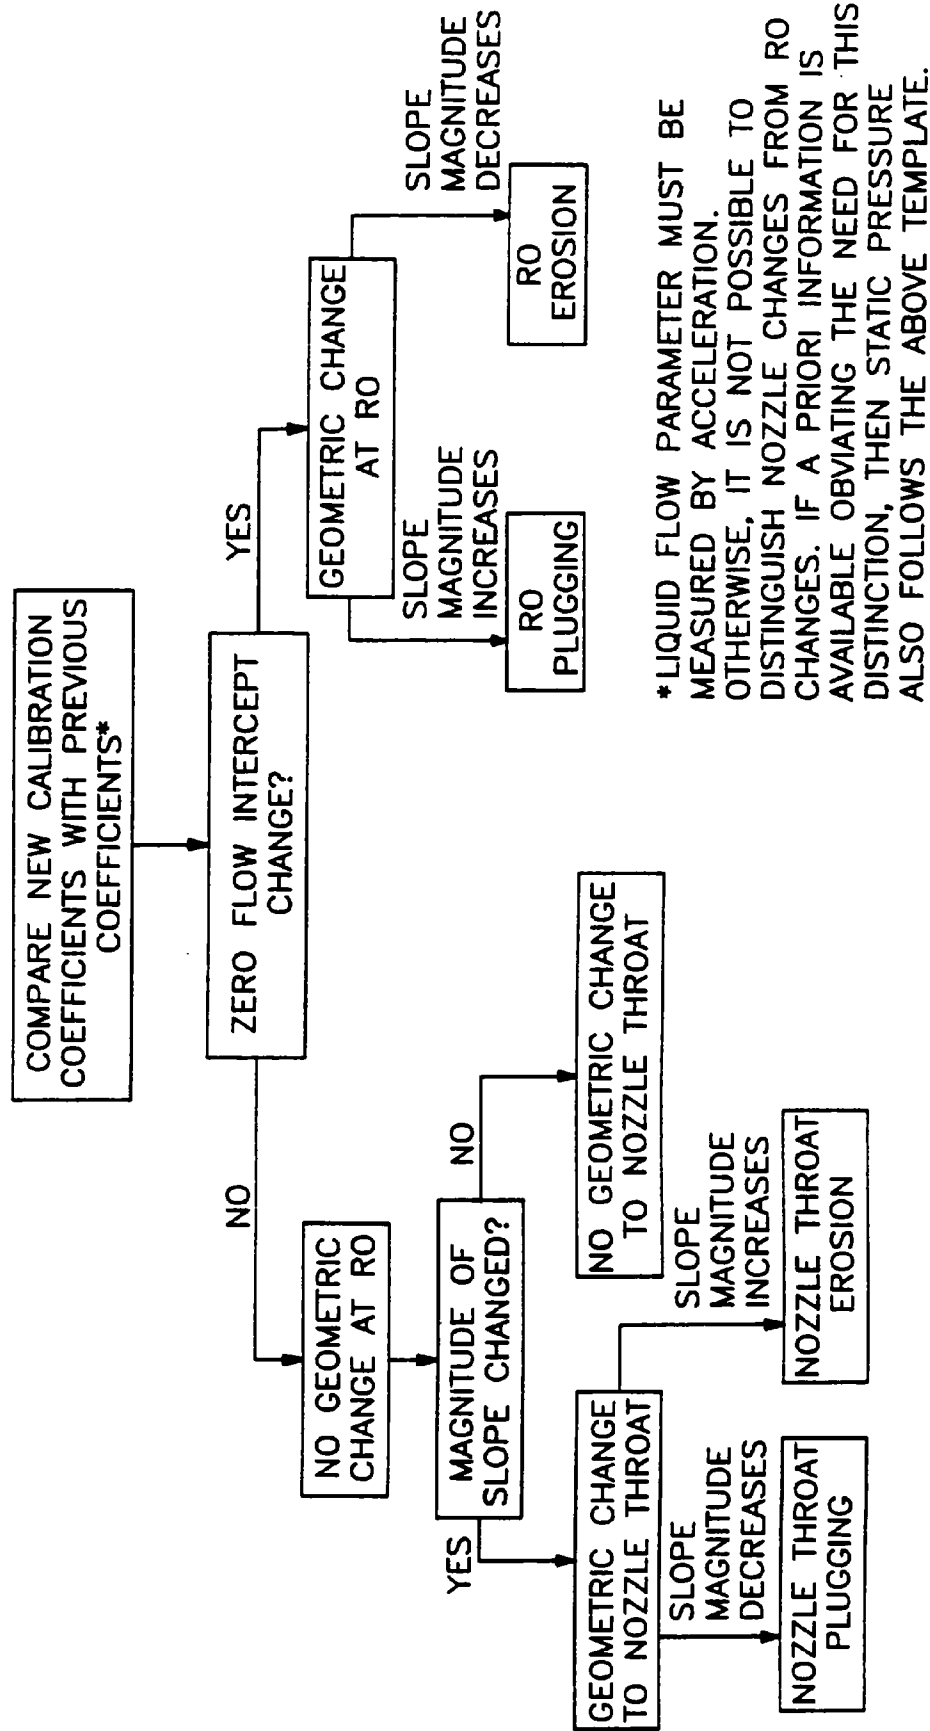 COMPARE NEW CALIBRATION
COEFFICIENTS WITH PREVIOUS
COEFFICIENTS*
ZERO FLOW INTERCEPT
CHANGE?
NO
YES
NO GEOMETRIC
CHANGE AT RO
GEOMETRIC CHANGE
AT RO
MAGNITUDE OF
SLOPE CHANGED?
SLOPE
MAGNITUDE
INCREASES
SLOPE
MAGNITUDE
DECREASES
RO
PLUGGING
RO
EROSION
YES
NO
GEOMETRIC CHANGE
TO NOZZLE THROAT
NO GEOMETRIC CHANGE
TO NOZZLE THROAT
SLOPE
MAGNITUDE
DECREASES
SLOPE
MAGNITUDE
INCREASES
NOZZLE THROAT
PLUGGING
NOZZLE THROAT
EROSION
*LIQUID FLOW PARAMETER MUST BE
MEASURED BY ACCELERATION.
OTHERWISE, IT IS NOT POSSIBLE TO
DISTINGUISH NOZZLE CHANGES FROM RO
CHANGES. IF A PRIORI INFORMATION IS
AVAILABLE OBVIATING THE NEED FOR THIS
DISTINCTION, THEN STATIC PRESSURE
ALSO FOLLOWS THE ABOVE TEMPLATE.